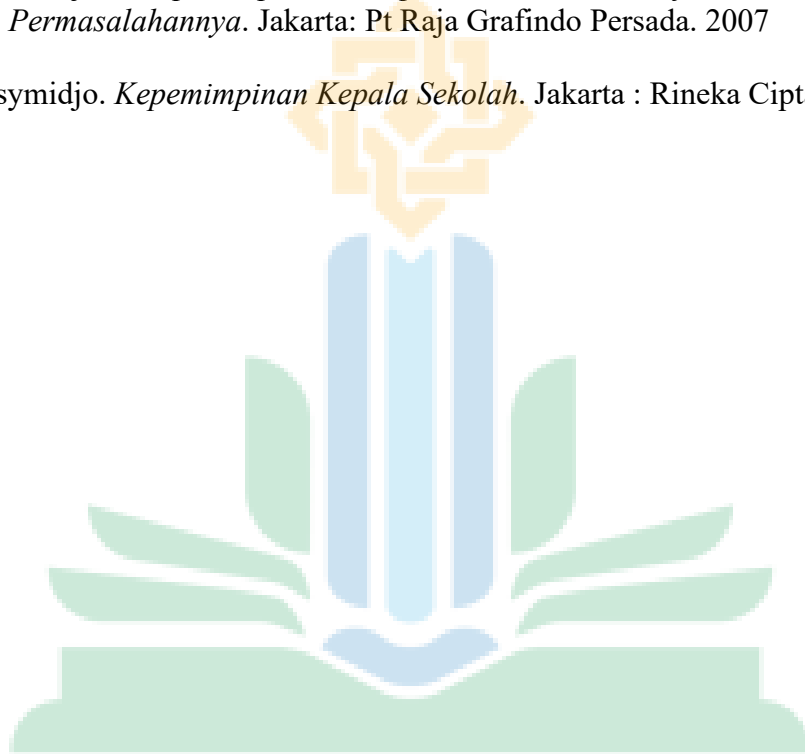 Permasalahannya. Jakarta: Pt Raja Grafindo Persada. 2007
symidjo. Kepemimpinan Kepala Sekolah. Jakarta : Rineka Cipt